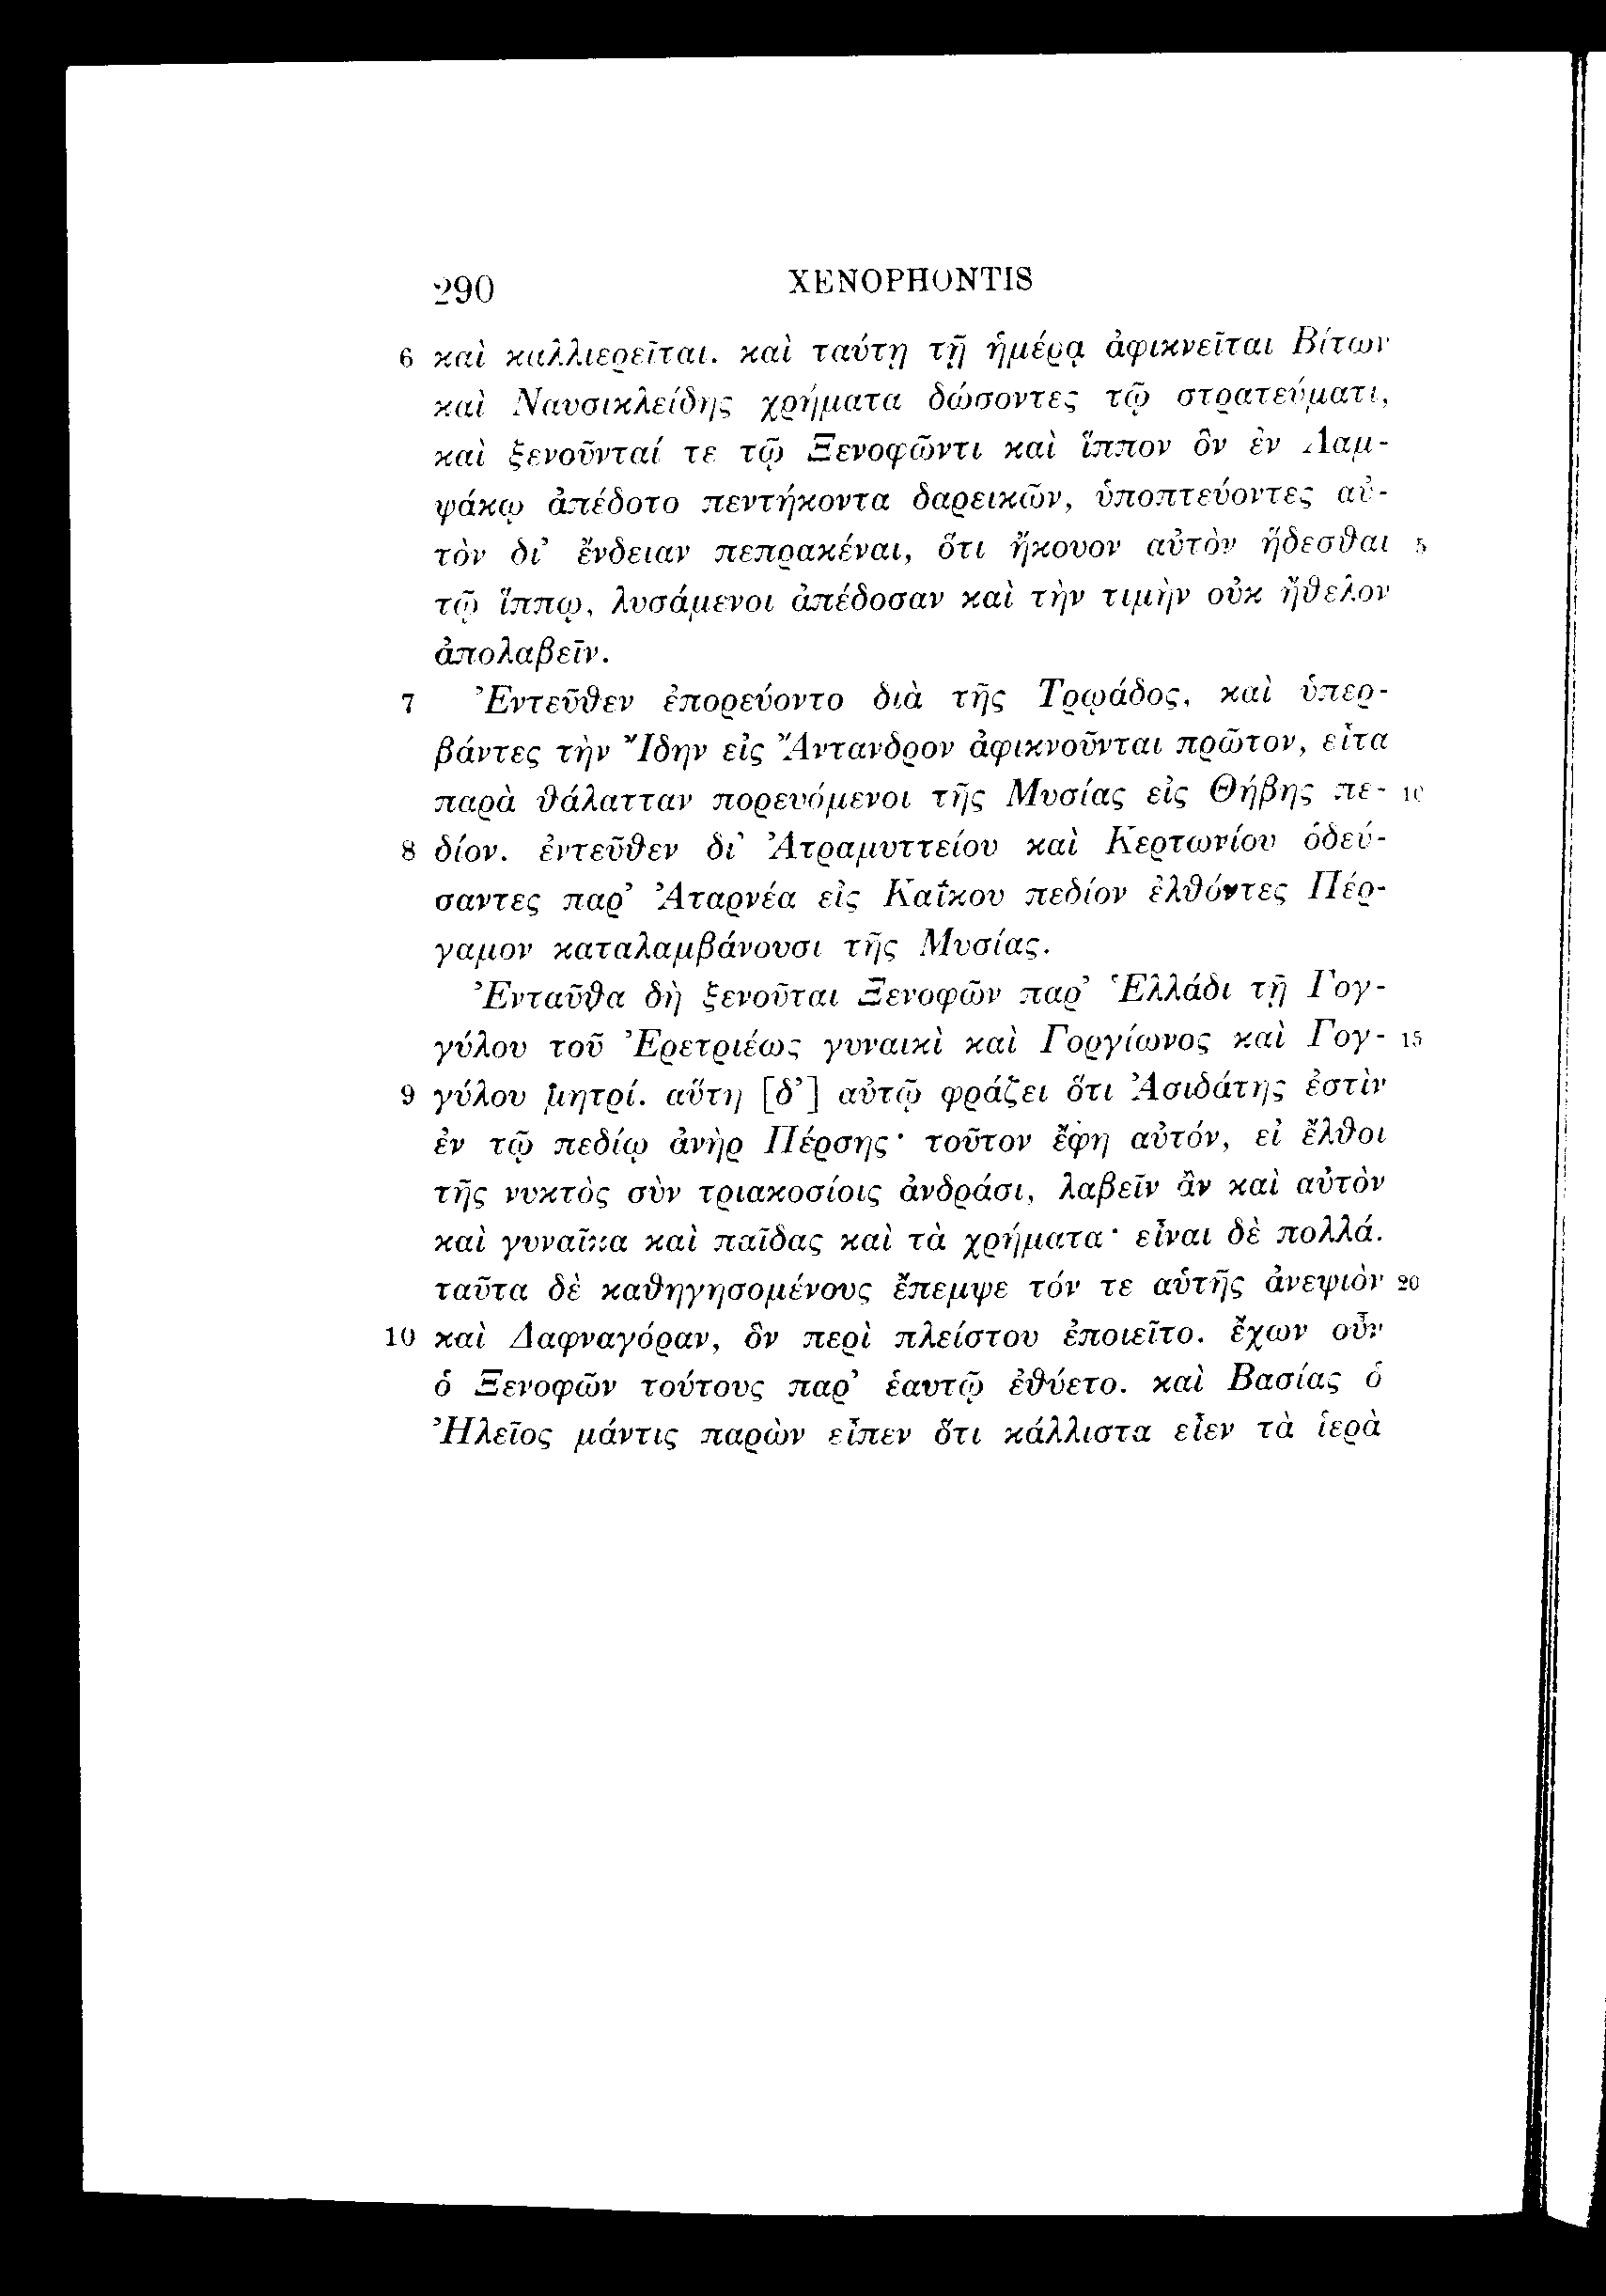 290 XENOPHONTIS
6 καὶ καλλιερεῖται. καὶ ταύτῃ τῇ ἡμέρᾳ ἀφικνεῖται Βίτων
καὶ Ναυσικλείδης χρήματα δώσοντες τῷ στρατεύματι,
καὶ ξενοῦνταί τε τῷ Ξενοφῶντι καὶ ἵππον ὃν ἐν Λαμ-
ψάκῳ ἀπέδοτο πεντήκοντα δαρεικῶν, ὑποπτεύοντες αὐ-
τὸν δι’ ἔνδειαν πεπρακέναι, ὅτι ἤκουον αὐτὸν ἥδεσθαι 5
τῷ ἵππῳ, λυσάμενοι ἀπέδοσαν καὶ τὴν τιμὴν οὐκ ἤθελον
ἀπολαβεῖν.
7 Ἐντεῦθεν ἐπορεύοντο διὰ τῆς Τρῳάδος, καὶ ὑπερ-
βάντες τὴν Ἴδην εἰς Ἄντανδρον ἀφικνοῦνται πρῶτον, εἶτα
παρὰ θάλατταν πορευόμενοι τῆς Μυσίας εἰς Θήβης πε- 10
8 δίον. ἐντεῦθεν δι’ Ἀτραμυττείου καὶ Κερτωνίου ὁδεύ-
σαντες παρ’ Ἀταρνέα εἰς Καΐκου πεδίον ἐλθόντες Πέρ-
γαμον καταλαμβάνουσι τῆς Μυσίας.
Ἐνταῦθα δὴ ξενοῦται Ξενοφῶν παρ’ Ἑλλάδι τῇ Γογ-
γύλου τοῦ Ἐρετριέως γυναικὶ καὶ Γοργίωνος καὶ Γογ- 15
9 γύλου μητρί. αὕτη [δ’] αὐτῷ φράζει ὅτι Ἀσιδάτης ἐστὶν
ἐν τῷ πεδίῳ ἀνὴρ Πέρσης· τοῦτον ἔφη αὐτόν, εἰ ἔλθοι
τῆς νυκτὸς σὺν τριακοσίοις ἀνδράσι, λαβεῖν ἂν καὶ αὐτὸν
καὶ γυναῖκα καὶ παῖδας καὶ τὰ χρήματα· εἶναι δὲ πολλά.
ταῦτα δὲ καθηγησομένους ἔπεμψε τόν τε αὑτῆς ἀνεψιὸν 20
10 καὶ Δαφναγόραν, ὃν περὶ πλείστου ἐποιεῖτο. ἔχων οὖν
ὁ Ξενοφῶν τούτους παρ’ ἑαυτῷ ἐθύετο. καὶ Βασίας ὁ
Ἠλεῖος μάντις παρὼν εἶπεν ὅτι κάλλιστα εἶεν τὰ ἱερὰ